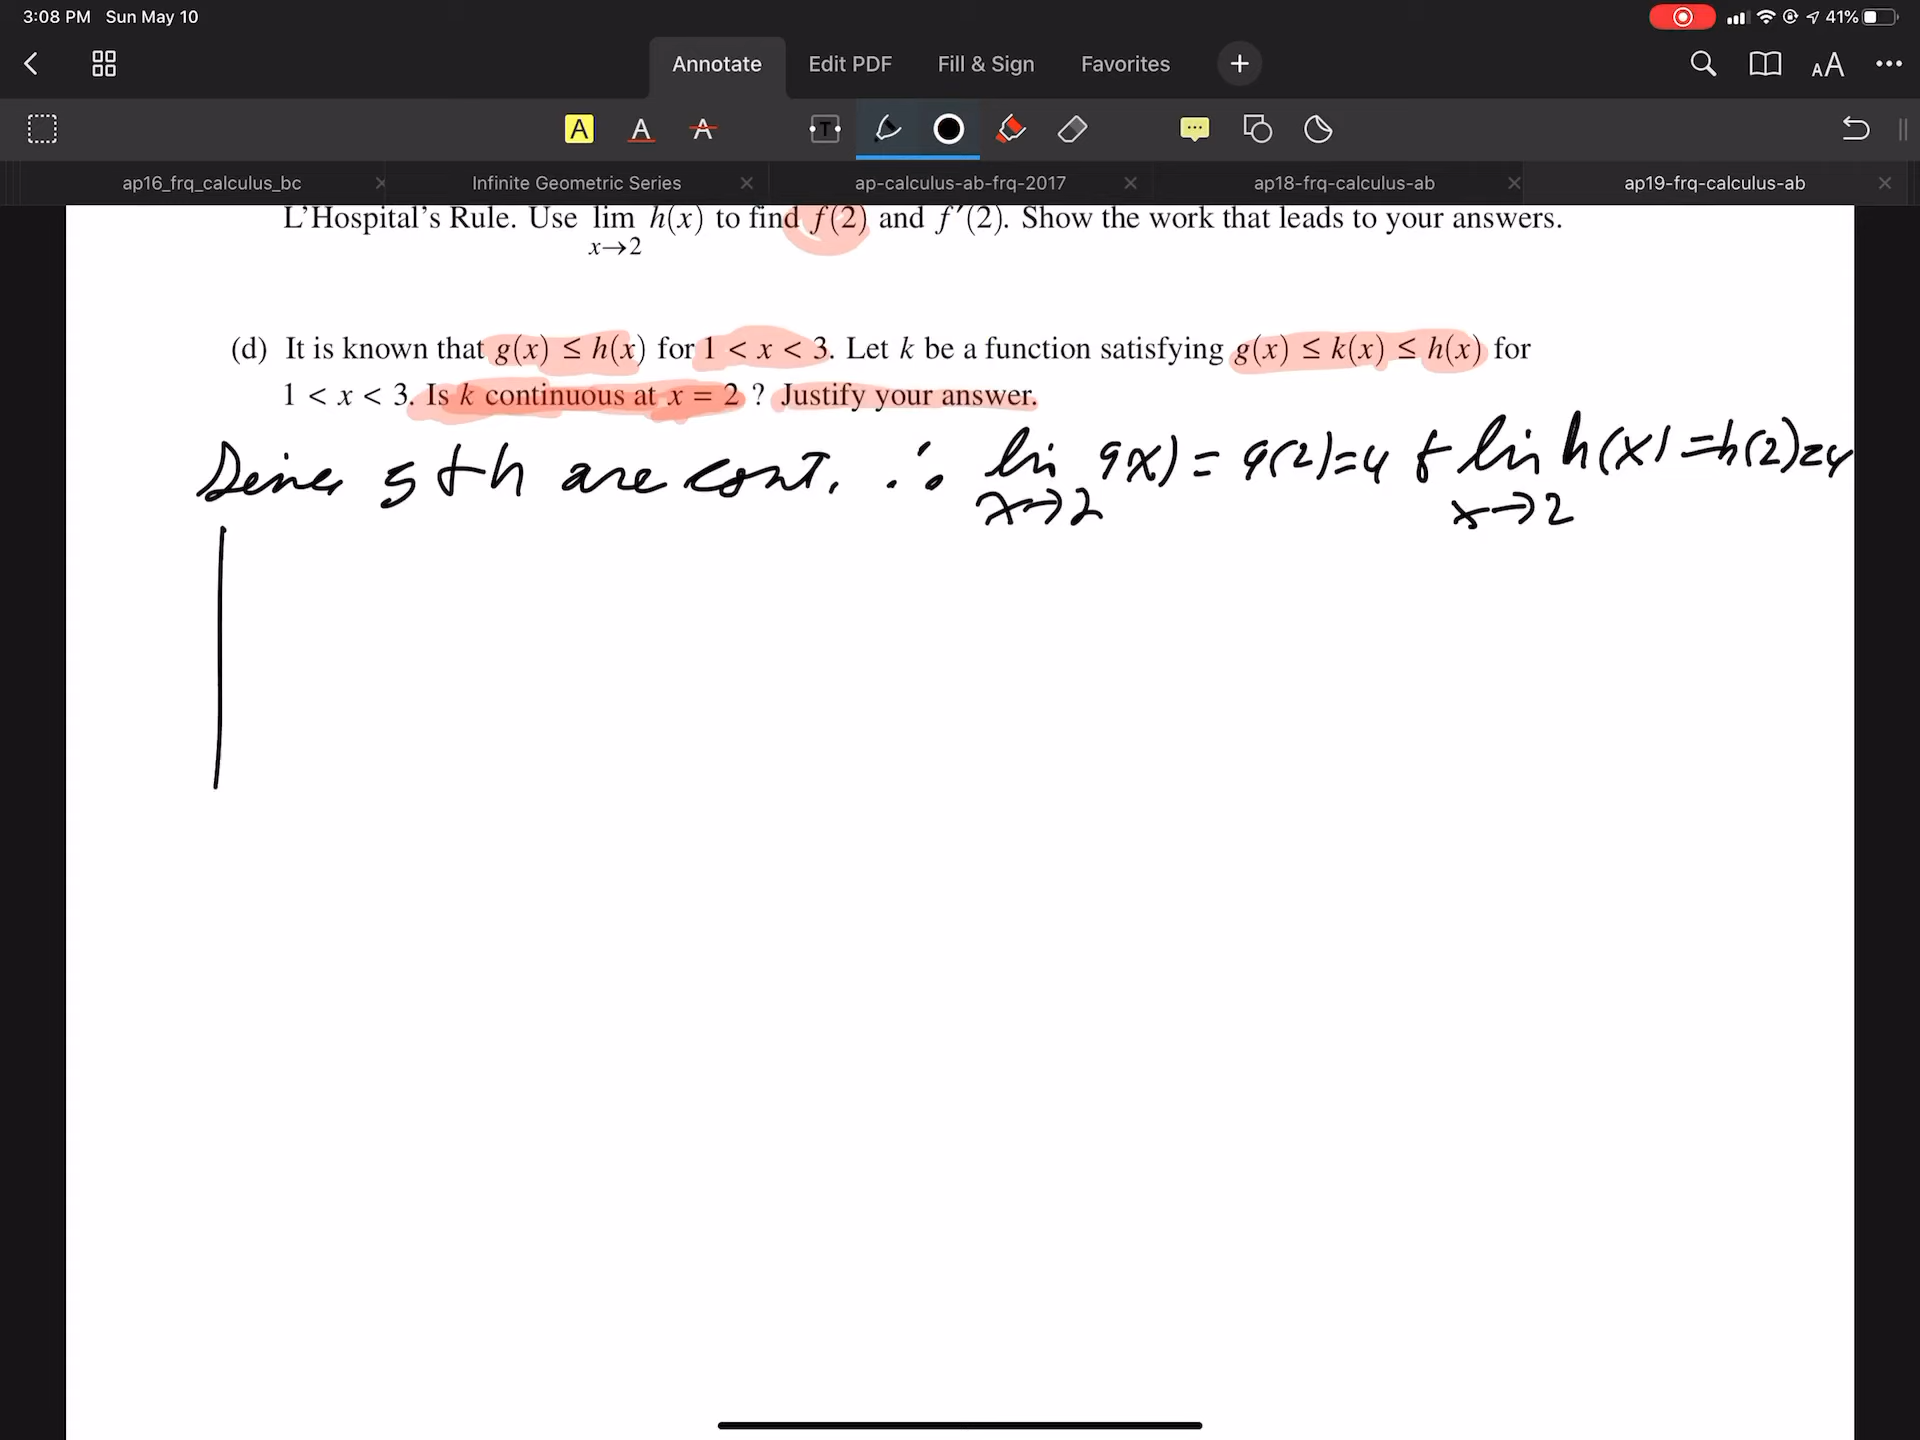 3:08 PM Sun May 10 41%
Annotate Edit PDF Fill & Sign Favorites
A A A T AA
ap16_frq_calculus_bc Infinite Geometric Series ap-calculus-ab-frq-2017 ap18-frq-calculus-ab ap19-frq-calculus-ab
L’Hospital’s Rule. Use lim h(x) to find f(2) and f′(2). Show the work that leads to your answers.
x→2
(d) It is known that g(x) ≤ h(x) for 1 < x < 3. Let k be a function satisfying g(x) ≤ k(x) ≤ h(x) for
1 < x < 3. Is k continuous at x = 2 ? Justify your answer.
Since g + h are cont. ∴ lim g(x) = g(2)=4 & lim h(x) = h(2)=4
x→2 x→2